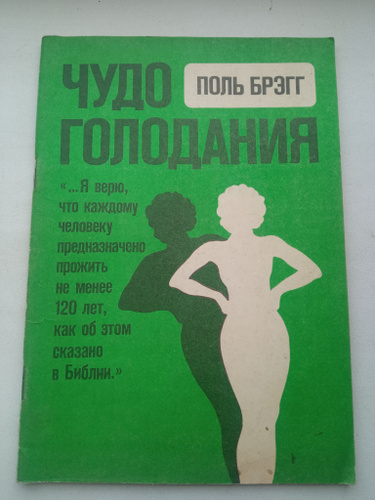 ЧУДО
ПОЛЬ БРЭГГ
ГОЛОДАНИЯ
«...Я верю,
что каждому
человеку
предназначено
прожить
не менее
120 лет,
как об этом
сказано
в Библии.»